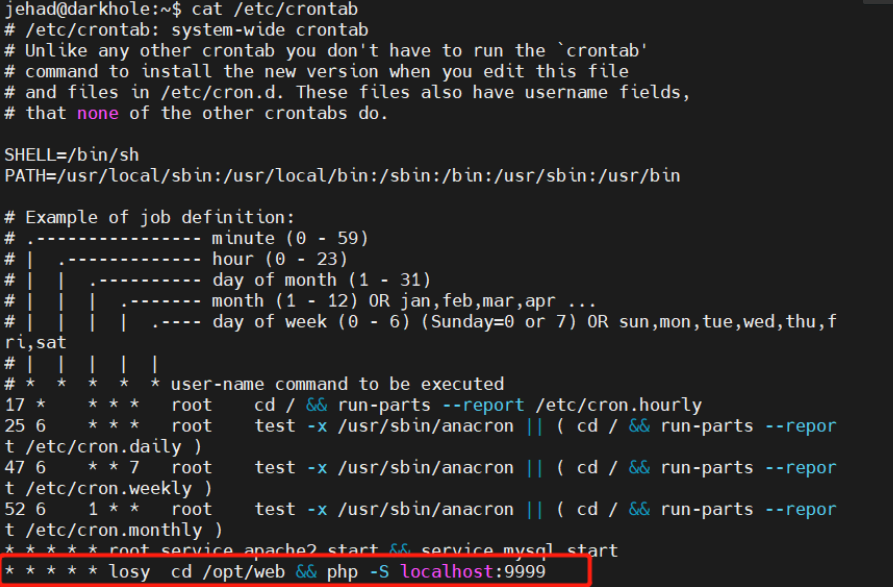 jehad@darkhole:~$ cat /etc/crontab
# /etc/crontab: system-wide crontab
# Unlike any other crontab you don't have to run the `crontab'
# command to install the new version when you edit this file
# and files in /etc/cron.d. These files also have username fields,
# that none of the other crontabs do.

SHELL=/bin/sh
PATH=/usr/local/sbin:/usr/local/bin:/sbin:/bin:/usr/sbin:/usr/bin

# Example of job definition:
# .---------------- minute (0 - 59)
# |  .------------- hour (0 - 23)
# |  |  .---------- day of month (1 - 31)
# |  |  |  .------- month (1 - 12) OR jan,feb,mar,apr ...
# |  |  |  |  .---- day of week (0 - 6) (Sunday=0 or 7) OR sun,mon,tue,wed,thu,f
ri,sat
# |  |  |  |  |
# *  *  *  *  * user-name command to be executed
17 *    * * *   root    cd / && run-parts --report /etc/cron.hourly
25 6    * * *   root    test -x /usr/sbin/anacron || ( cd / && run-parts --repor
t /etc/cron.daily )
47 6    * * 7   root    test -x /usr/sbin/anacron || ( cd / && run-parts --repor
t /etc/cron.weekly )
52 6    1 * *   root    test -x /usr/sbin/anacron || ( cd / && run-parts --repor
t /etc/cron.monthly )
* * * * * root service apache2 start && service mysql start
* * * * * losy  cd /opt/web && php -S localhost:9999